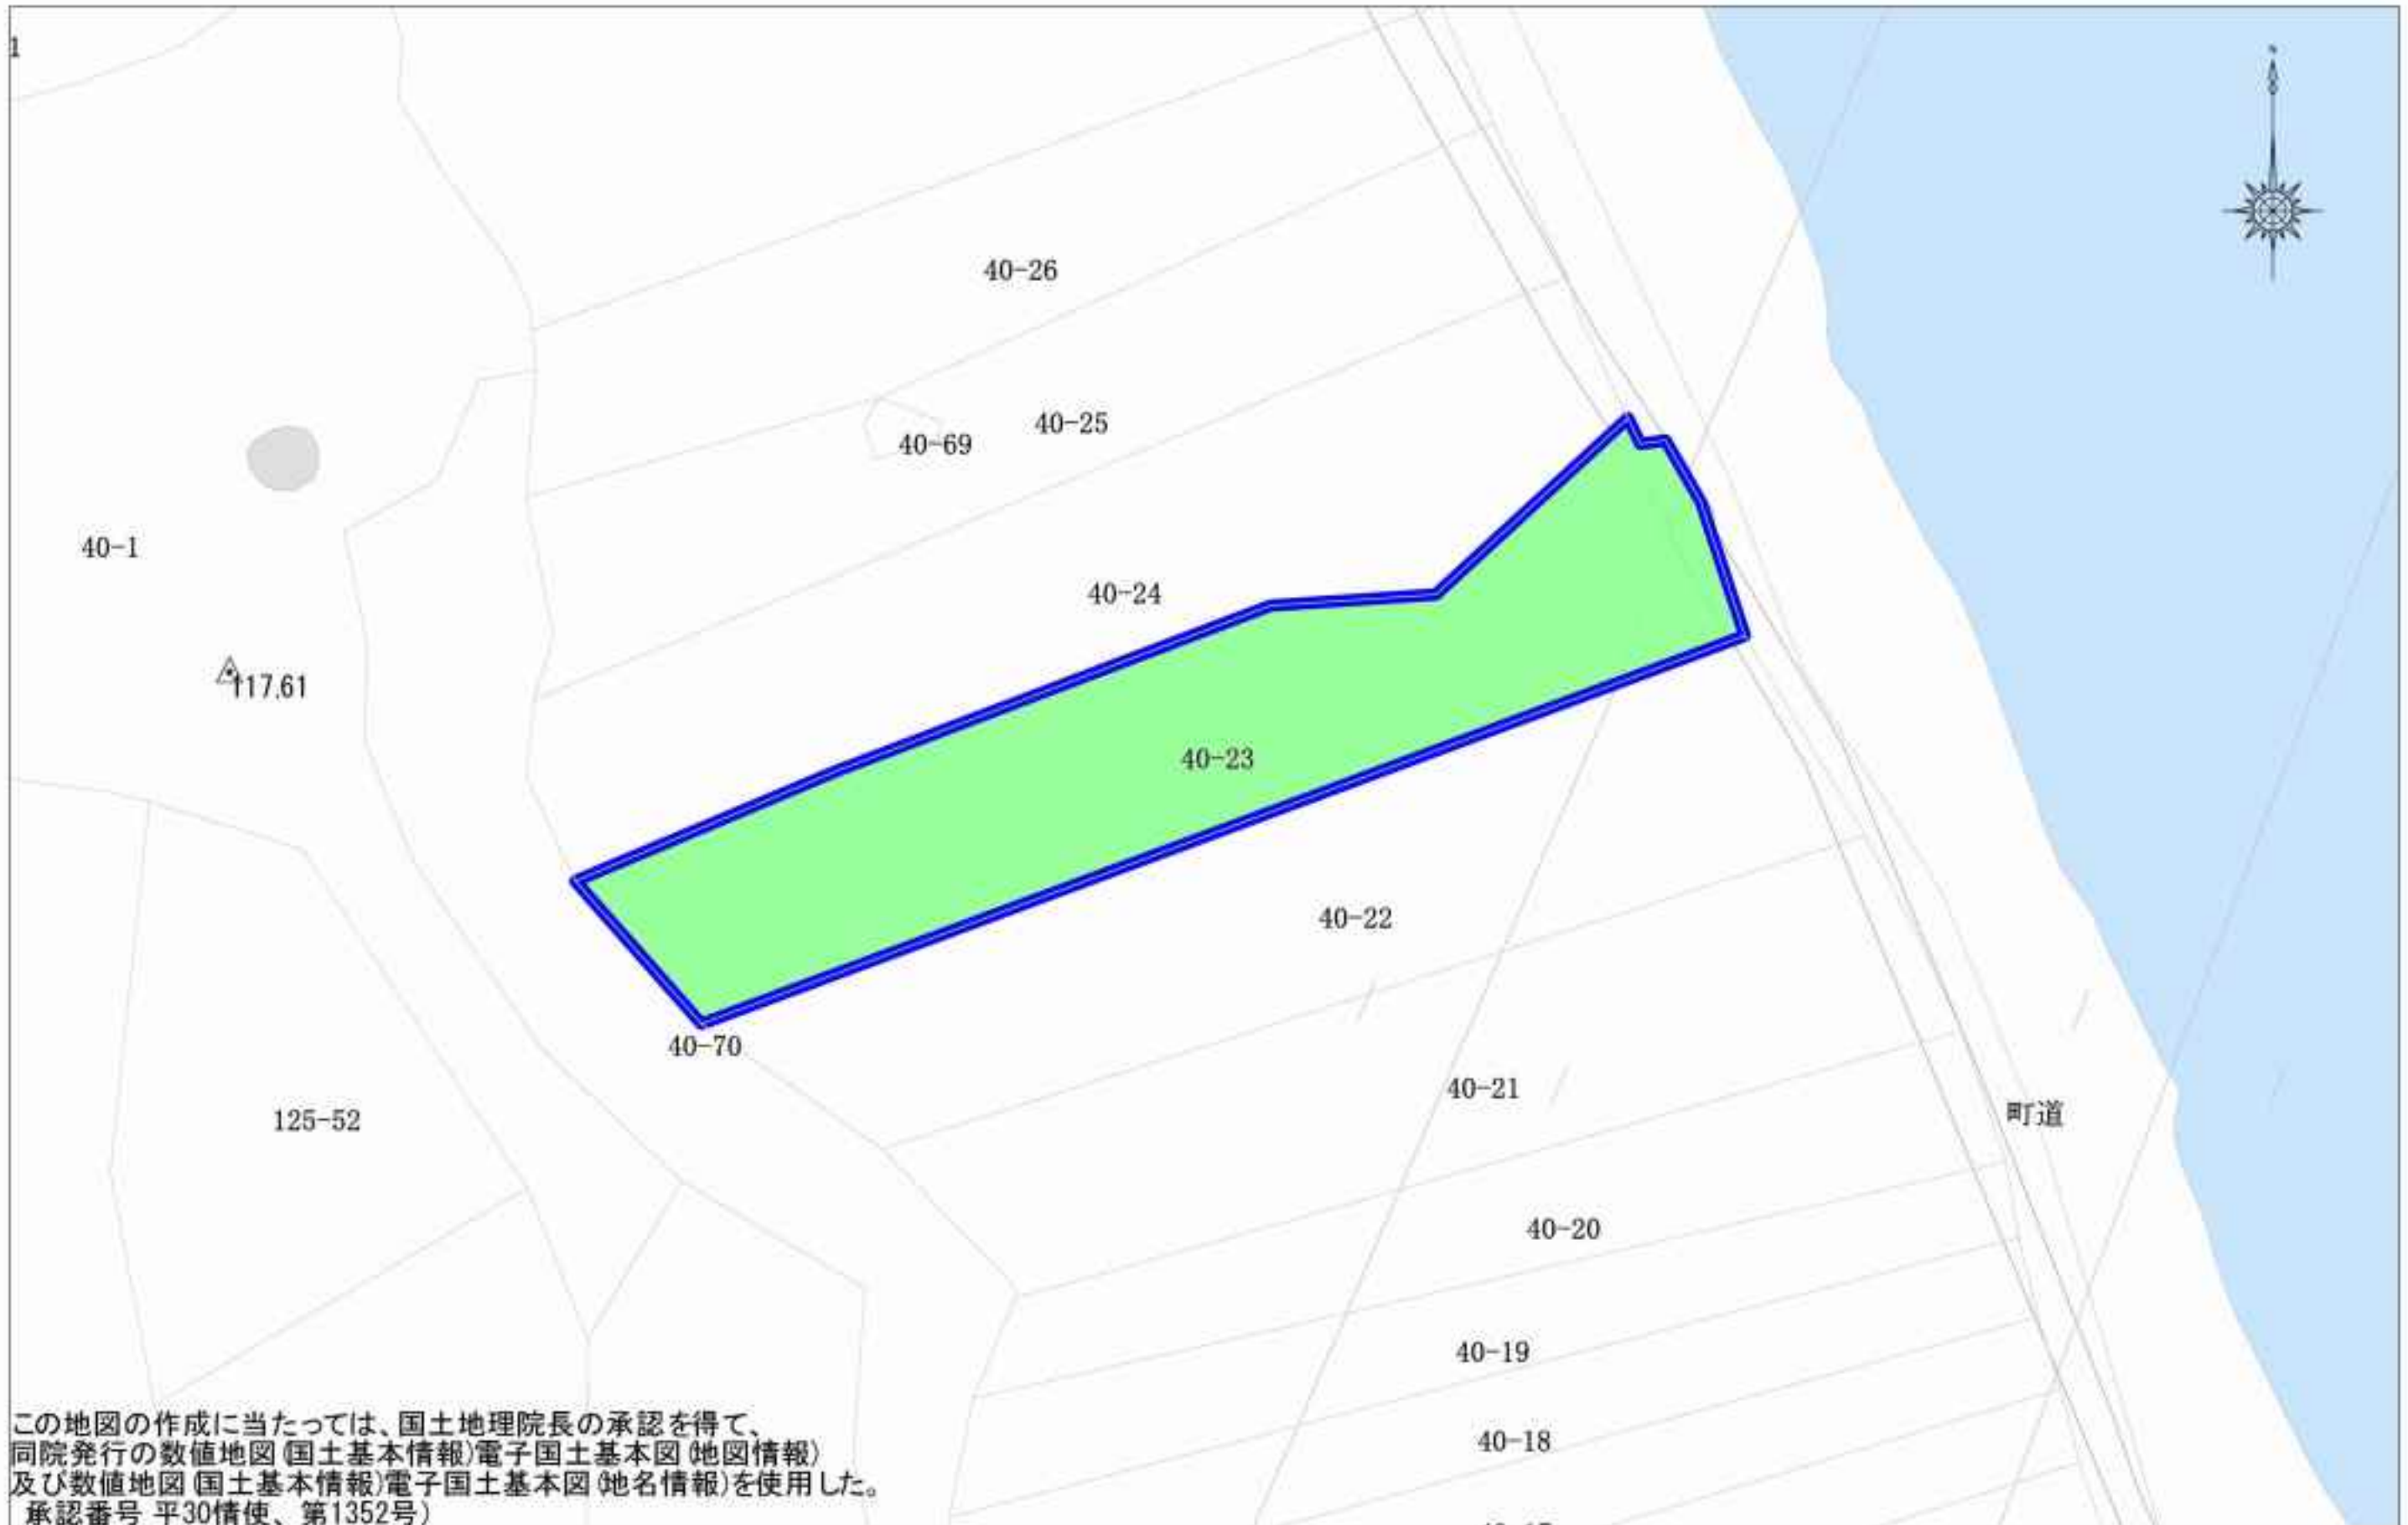 1
N
40-26
40-25
40-69
40-1
40-24
117.61
40-23
40-22
40-70
40-21
125-52
町道
40-20
40-19
40-18
この地図の作成に当たっては、国土地理院長の承認を得て、
同院発行の数値地図(国土基本情報)電子国土基本図(地図情報)
及び数値地図(国土基本情報)電子国土基本図(地名情報)を使用した。
承認番号 平30情使、 第1352号)